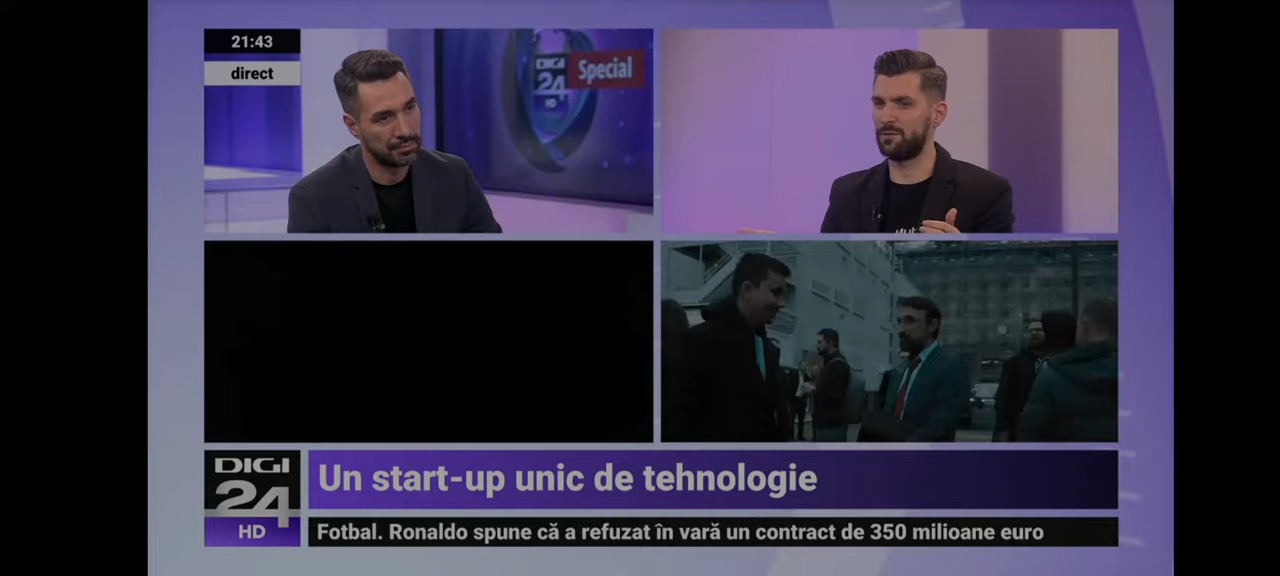 21:43
direct
DIGI
24
HD
Special
DIGI
24
HD
Un start-up unic de tehnologie
Fotbal. Ronaldo spune că a refuzat în vară un contract de 350 milioane euro